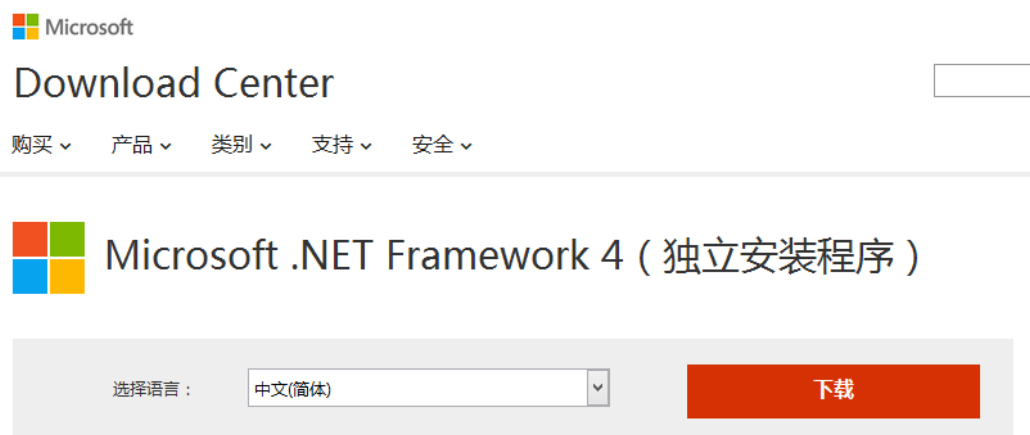 Microsoft
Download Center
购买 产品 类别 支持 安全
Microsoft .NET Framework 4（独立安装程序）
选择语言： 中文(简体) 下载